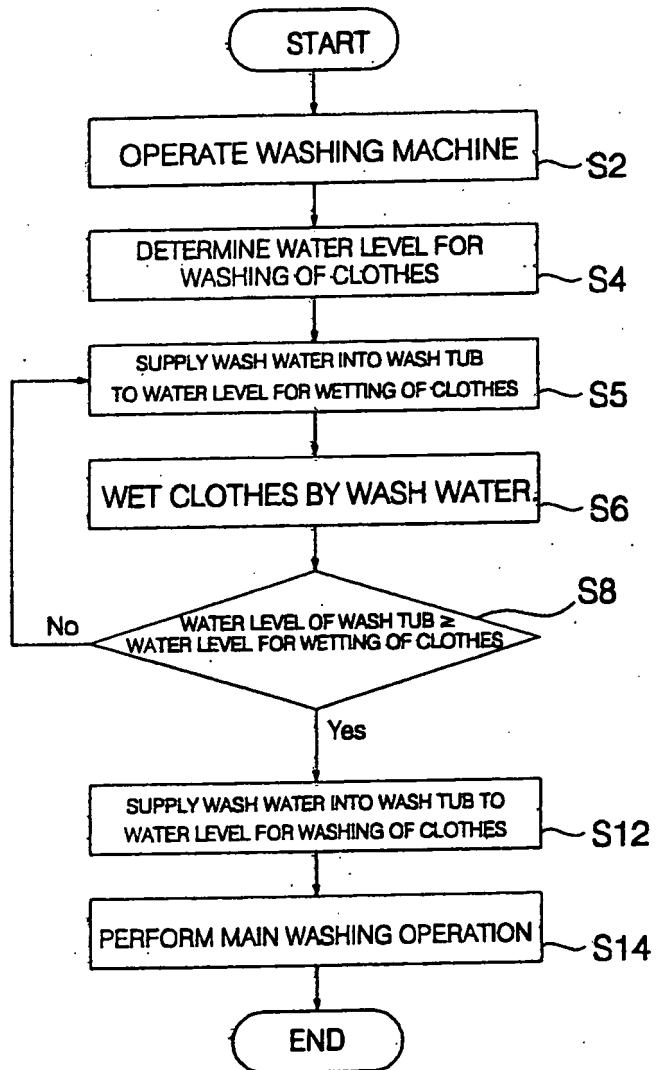 START
OPERATE WASHING MACHINE
S2
DETERMINE WATER LEVEL FOR
WASHING OF CLOTHES
S4
SUPPLY WASH WATER INTO WASH TUB
TO WATER LEVEL FOR WETTING OF CLOTHES
S5
WET CLOTHES BY WASH WATER
S6
S8
WATER LEVEL OF WASH TUB ≥
WATER LEVEL FOR WETTING OF CLOTHES
No
Yes
SUPPLY WASH WATER INTO WASH TUB TO
WATER LEVEL FOR WASHING OF CLOTHES
S12
PERFORM MAIN WASHING OPERATION
S14
END